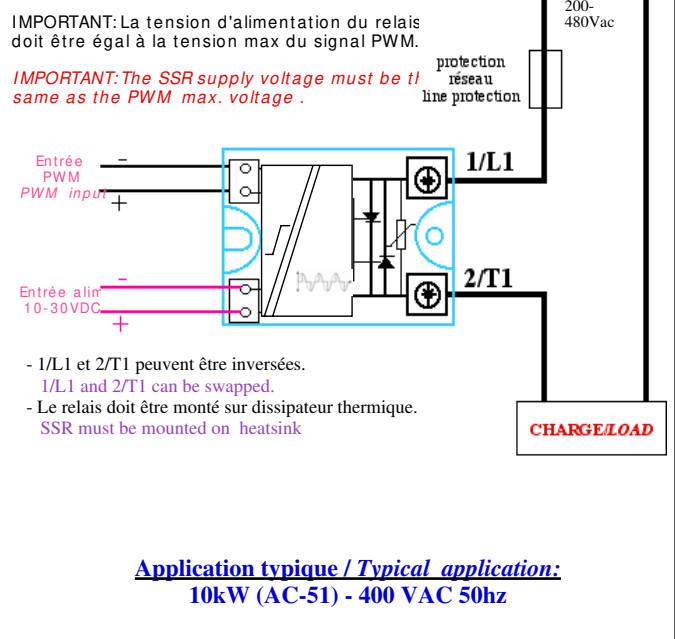 200-
480Vac
IMPORTANT: La tension d'alimentation du relais
doit être égal à la tension max du signal PWM.
IMPORTANT: The SSR supply voltage must be th
same as the PWM max. voltage .
protection
réseau
line protection
Entrée
PWM
PWM input
-
+
1/L1
Entrée alim
10-30VDC
-
+
2/T1
- 1/L1 et 2/T1 peuvent être inversées.
1/L1 and 2/T1 can be swapped.
- Le relais doit être monté sur dissipateur thermique.
SSR must be mounted on heatsink
CHARGE/LOAD
Application typique / Typical application:
10kW (AC-51) - 400 VAC 50hz